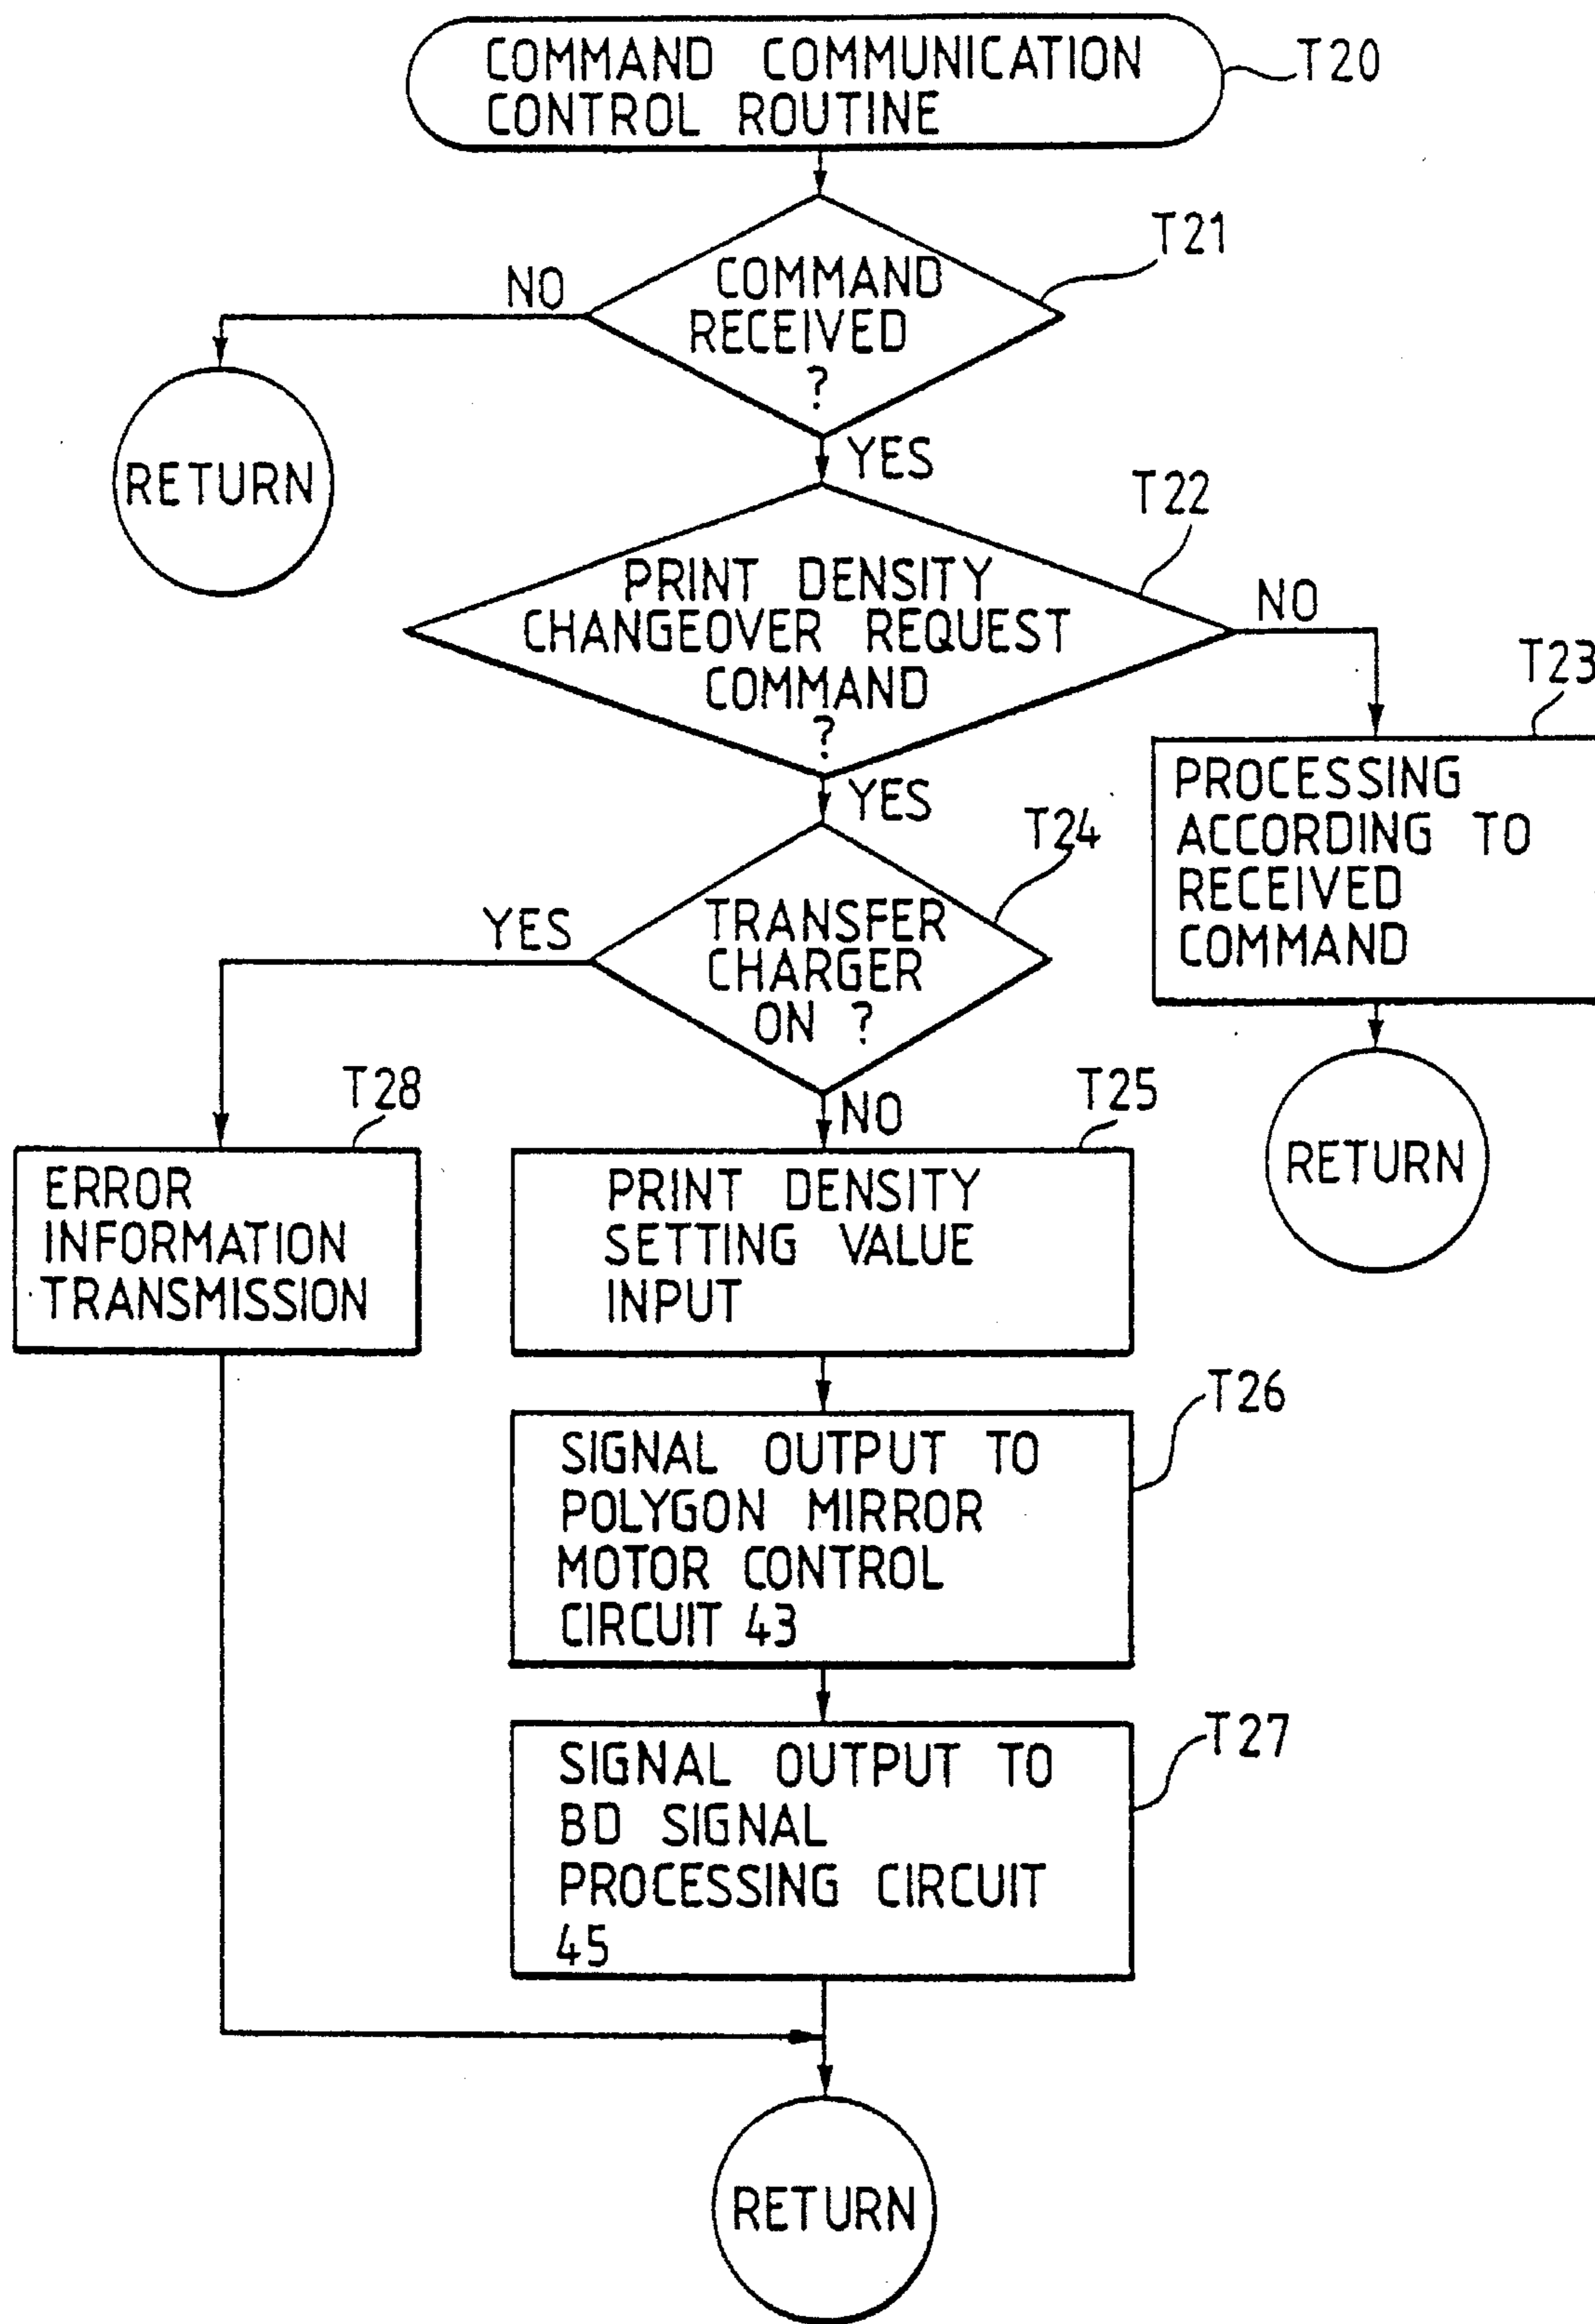 COMMAND COMMUNICATION
CONTROL ROUTINE
T20
T21
COMMAND
RECEIVED
?
NO
RETURN
YES
T22
PRINT DENSITY
CHANGEOVER REQUEST
COMMAND
?
NO
T23
PROCESSING
ACCORDING TO
RECEIVED
COMMAND
RETURN
YES
T24
TRANSFER
CHARGER
ON ?
YES
T28
ERROR
INFORMATION
TRANSMISSION
NO
T25
PRINT DENSITY
SETTING VALUE
INPUT
T26
SIGNAL OUTPUT TO
POLYGON MIRROR
MOTOR CONTROL
CIRCUIT 43
T27
SIGNAL OUTPUT TO
BD SIGNAL
PROCESSING CIRCUIT
45
RETURN